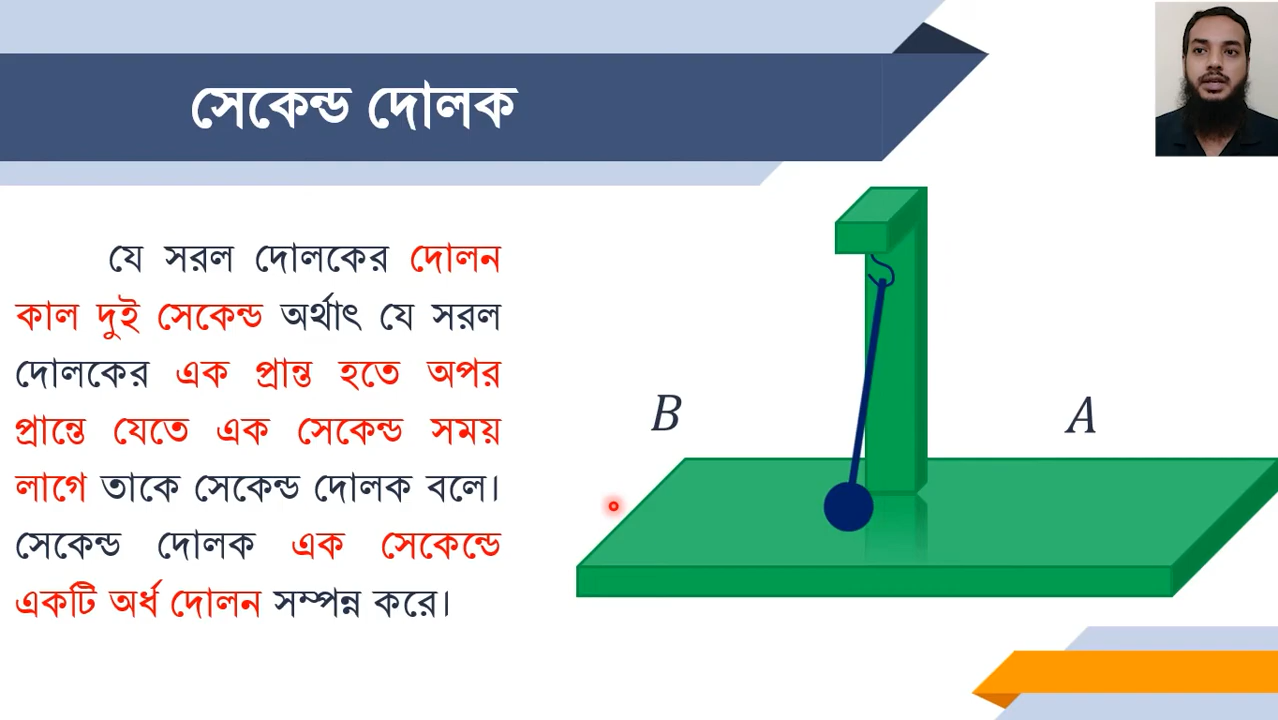 সেকেন্ড দোলক
যে সরল দোলকের দোলন
কাল দুই সেকেন্ড অর্থাৎ যে সরল
দোলকের এক প্রান্ত হতে অপর
প্রান্তে যেতে এক সেকেন্ড সময়
লাগে তাকে সেকেন্ড দোলক বলে।
সেকেন্ড দোলক এক সেকেন্ডে
একটি অর্ধ দোলন সম্পন্ন করে।
B
A